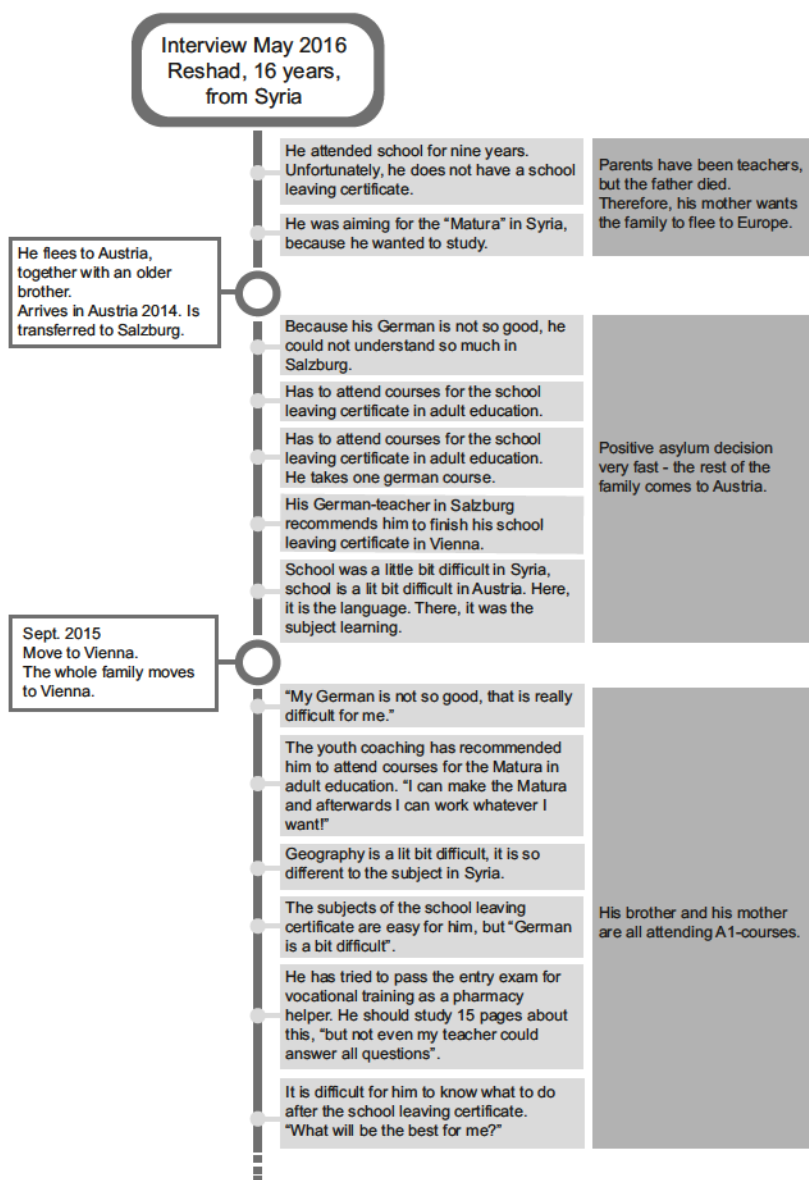 Interview May 2016
Reshad, 16 years,
from Syria
He attended school for nine years.
Unfortunately, he does not have a school
leaving certificate.
Parents have been teachers,
but the father died.
Therefore, his mother wants
the family to flee to Europe.
He was aiming for the “Matura” in Syria,
because he wanted to study.
He flees to Austria,
together with an older
brother.
Arrives in Austria 2014. Is
transferred to Salzburg.
Because his German is not so good, he
could not understand so much in
Salzburg.
Has to attend courses for the school
leaving certificate in adult education.
Has to attend courses for the school
leaving certificate in adult education.
He takes one german course.
His German-teacher in Salzburg
recommends him to finish his school
leaving certificate in Vienna.
School was a little bit difficult in Syria,
school is a lit bit difficult in Austria. Here,
it is the language. There, it was the
subject learning.
Positive asylum decision
very fast - the rest of the
family comes to Austria.
Sept. 2015
Move to Vienna.
The whole family moves
to Vienna.
“My German is not so good, that is really
difficult for me.”
The youth coaching has recommended
him to attend courses for the Matura in
adult education. “I can make the Matura
and afterwards I can work whatever I
want!”
Geography is a lit bit difficult, it is so
different to the subject in Syria.
The subjects of the school leaving
certificate are easy for him, but “German
is a bit difficult”.
He has tried to pass the entry exam for
vocational training as a pharmacy
helper. He should study 15 pages about
this, “but not even my teacher could
answer all questions”.
It is difficult for him to know what to do
after the school leaving certificate.
“What will be the best for me?”
His brother and his mother
are all attending A1-courses.